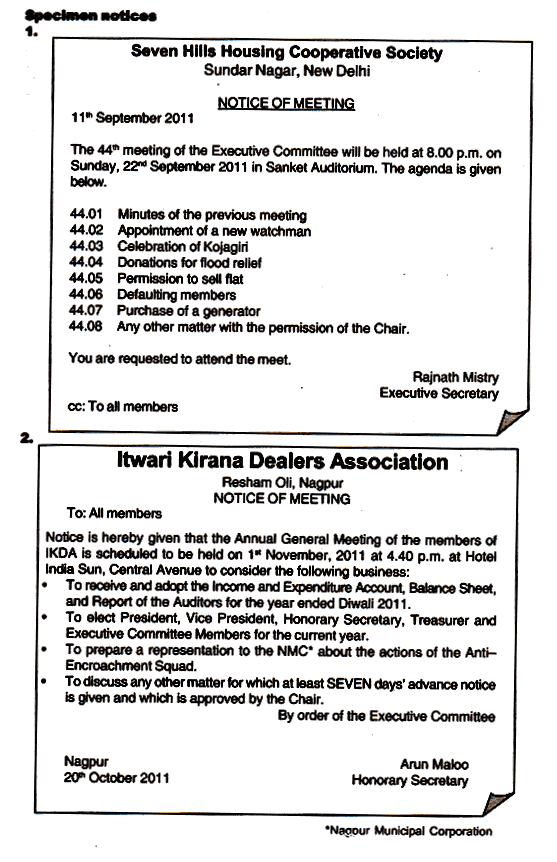 Specimen notices
1.
Seven Hills Housing Cooperative Society
Sundar Nagar, New Delhi
NOTICE OF MEETING
11th September 2011
The 44th meeting of the Executive Committee will be held at 8.00 p.m. on
Sunday, 22nd September 2011 in Sanket Auditorium. The agenda is given
below.
44.01 Minutes of the previous meeting
44.02 Appointment of a new watchman
44.03 Celebration of Kojagiri
44.04 Donations for flood relief
44.05 Permission to sell flat
44.06 Defaulting members
44.07 Purchase of a generator
44.08 Any other matter with the permission of the Chair.
You are requested to attend the meet.
Rajnath Mistry
Executive Secretary
cc: To all members
2.
Itwari Kirana Dealers Association
Resham Oli, Nagpur
NOTICE OF MEETING
To: All members
Notice is hereby given that the Annual General Meeting of the members of
IKDA is scheduled to be held on 1st November, 2011 at 4.40 p.m. at Hotel
India Sun, Central Avenue to consider the following business:
• To receive and adopt the Income and Expenditure Account, Balance Sheet,
and Report of the Auditors for the year ended Diwali 2011.
• To elect President, Vice President, Honorary Secretary, Treasurer and
Executive Committee Members for the current year.
• To prepare a representation to the NMC* about the actions of the Anti–
Encroachment Squad.
• To discuss any other matter for which at least SEVEN days' advance notice
is given and which is approved by the Chair.
By order of the Executive Committee
Nagpur
20th October 2011
Arun Maloo
Honorary Secretary
*Nagpur Municipal Corporation